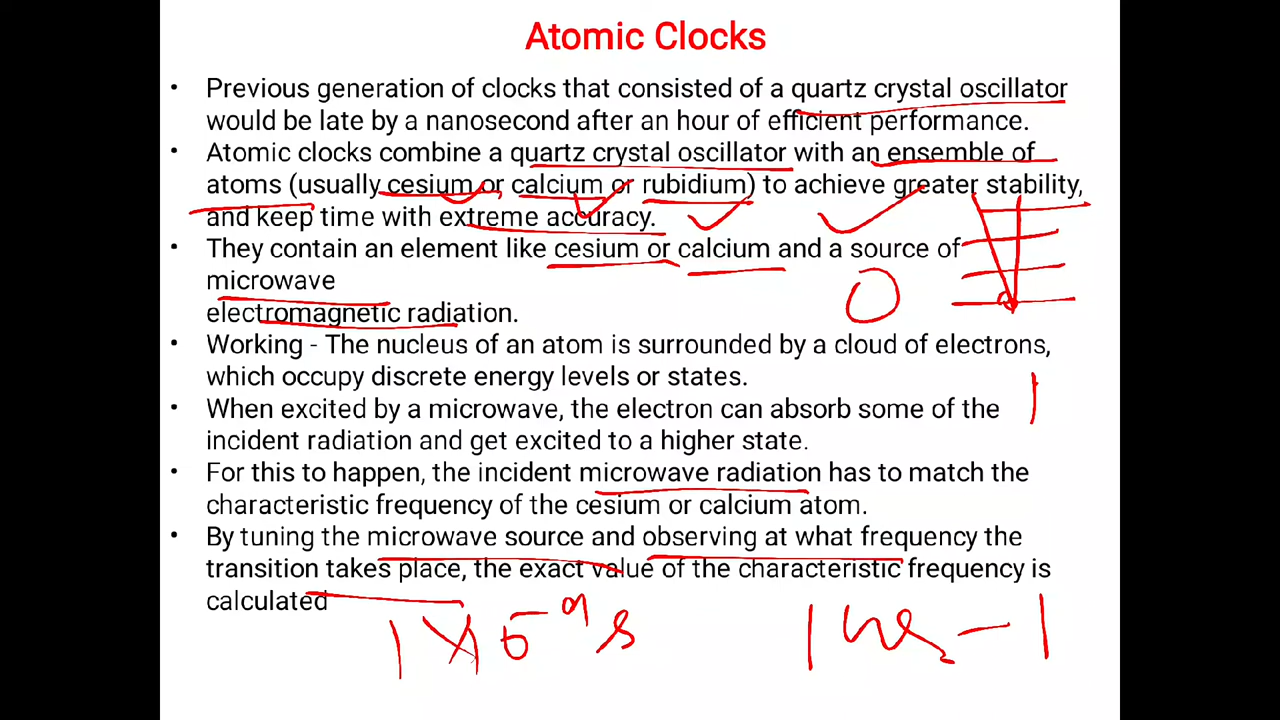 Atomic Clocks
• Previous generation of clocks that consisted of a quartz crystal oscillator
would be late by a nanosecond after an hour of efficient performance.
• Atomic clocks combine a quartz crystal oscillator with an ensemble of
atoms (usually cesium or calcium or rubidium) to achieve greater stability,
and keep time with extreme accuracy.
• They contain an element like cesium or calcium and a source of
microwave
electromagnetic radiation.
• Working - The nucleus of an atom is surrounded by a cloud of electrons,
which occupy discrete energy levels or states.
• When excited by a microwave, the electron can absorb some of the
incident radiation and get excited to a higher state.
• For this to happen, the incident microwave radiation has to match the
characteristic frequency of the cesium or calcium atom.
• By tuning the microwave source and observing at what frequency the
transition takes place, the exact value of the characteristic frequency is
calculated